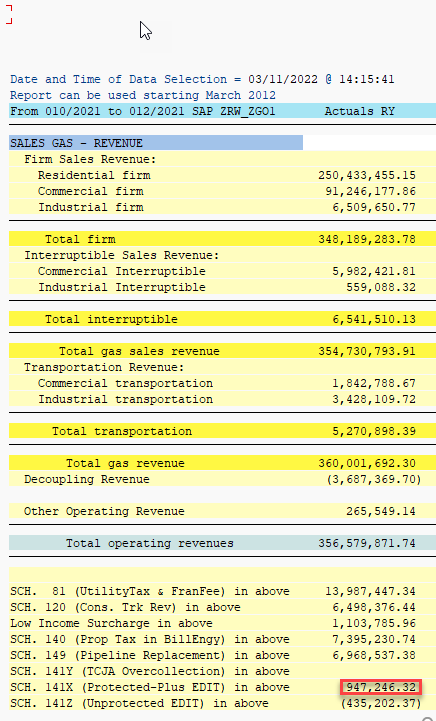 Date and Time of Data Selection = 03/11/2022 @ 14:15:41
Report can be used starting March 2012
From 010/2021 to 012/2021 SAP ZRW_ZGO1 Actuals RY
SALES GAS - REVENUE
Firm Sales Revenue:
Residential firm 250,433,455.15
Commercial firm 91,246,177.86
Industrial firm 6,509,650.77
Total firm 348,189,283.78
Interruptible Sales Revenue:
Commercial Interruptible 5,982,421.81
Industrial Interruptible 559,088.32
Total interruptible 6,541,510.13
Total gas sales revenue 354,730,793.91
Transportation Revenue:
Commercial transportation 1,842,788.67
Industrial transportation 3,428,109.72
Total transportation 5,270,898.39
Total gas revenue 360,001,692.30
Decoupling Revenue (3,687,369.70)
Other Operating Revenue 265,549.14
Total operating revenues 356,579,871.74
SCH. 81 (UtilityTax & FranFee) in above 13,987,447.34
SCH. 120 (Cons. Trk Rev) in above 6,498,376.44
Low Income Surcharge in above 1,103,785.96
SCH. 140 (Prop Tax in BillEngy) in above 7,395,230.74
SCH. 149 (Pipeline Replacement) in above 6,968,537.38
SCH. 141Y (TCJA Overcollection) in above
SCH. 141X (Protected-Plus EDIT) in above 947,246.32
SCH. 141Z (Unprotected EDIT) in above (435,202.37)